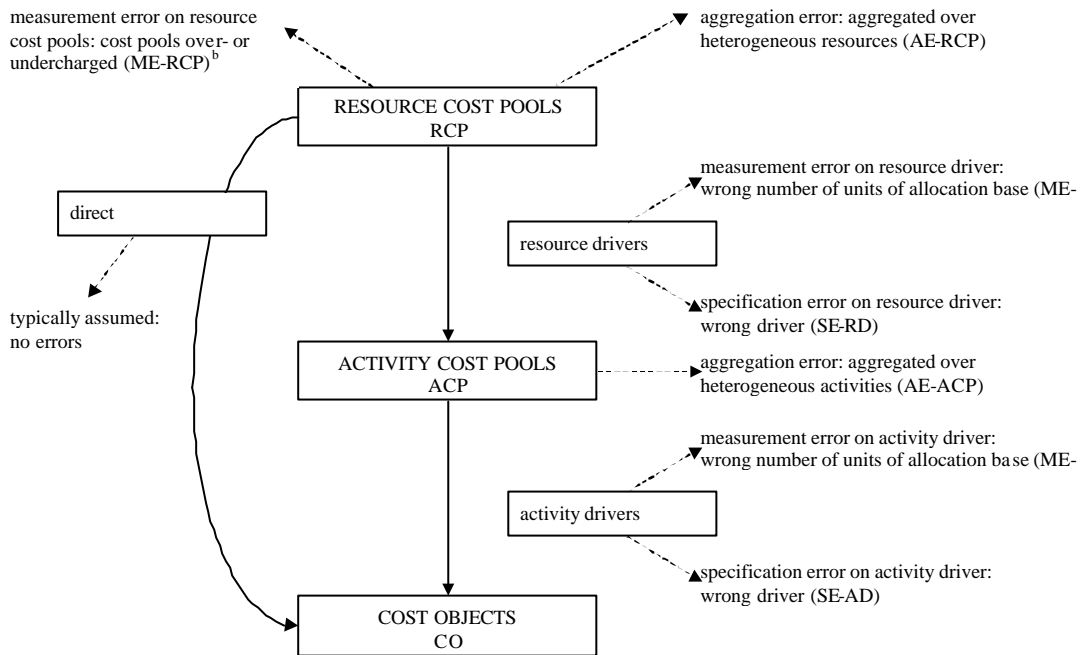 measurement error on resource
cost pools: cost pools over- or
undercharged (ME-RCP)b
aggregation error: aggregated over
heterogeneous resources (AE-RCP)
RESOURCE COST POOLS
RCP
measurement error on resource driver:
wrong number of units of allocation base (ME-
direct
resource drivers
typically assumed:
no errors
specification error on resource driver:
wrong driver (SE-RD)
ACTIVITY COST POOLS
ACP
aggregation error: aggregated over
heterogeneous activities (AE-ACP)
measurement error on activity driver:
wrong number of units of allocation base (ME-
activity drivers
specification error on activity driver:
wrong driver (SE-AD)
COST OBJECTS
CO